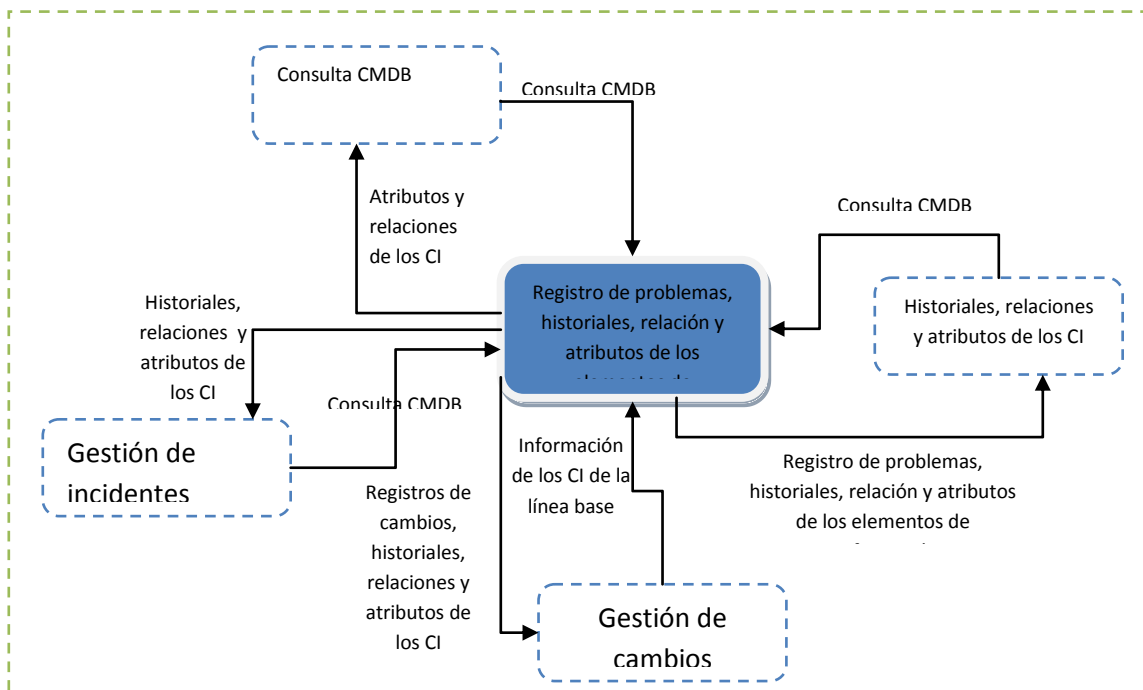 Consulta CMDB
Consulta CMDB
Atributos y
relaciones
de los CI
Consulta CMDB
Historiales,
relaciones y
atributos de
los CI
Registro de problemas,
historiales, relación y
atributos de los
elementos de
Historiales, relaciones
y atributos de los CI
Consulta CMDB
Gestión de
incidentes
Información
de los CI de la
línea base
Registro de problemas,
historiales, relación y atributos
de los elementos de
Registros de
cambios,
historiales,
relaciones y
atributos de
los CI
Gestión de
cambios